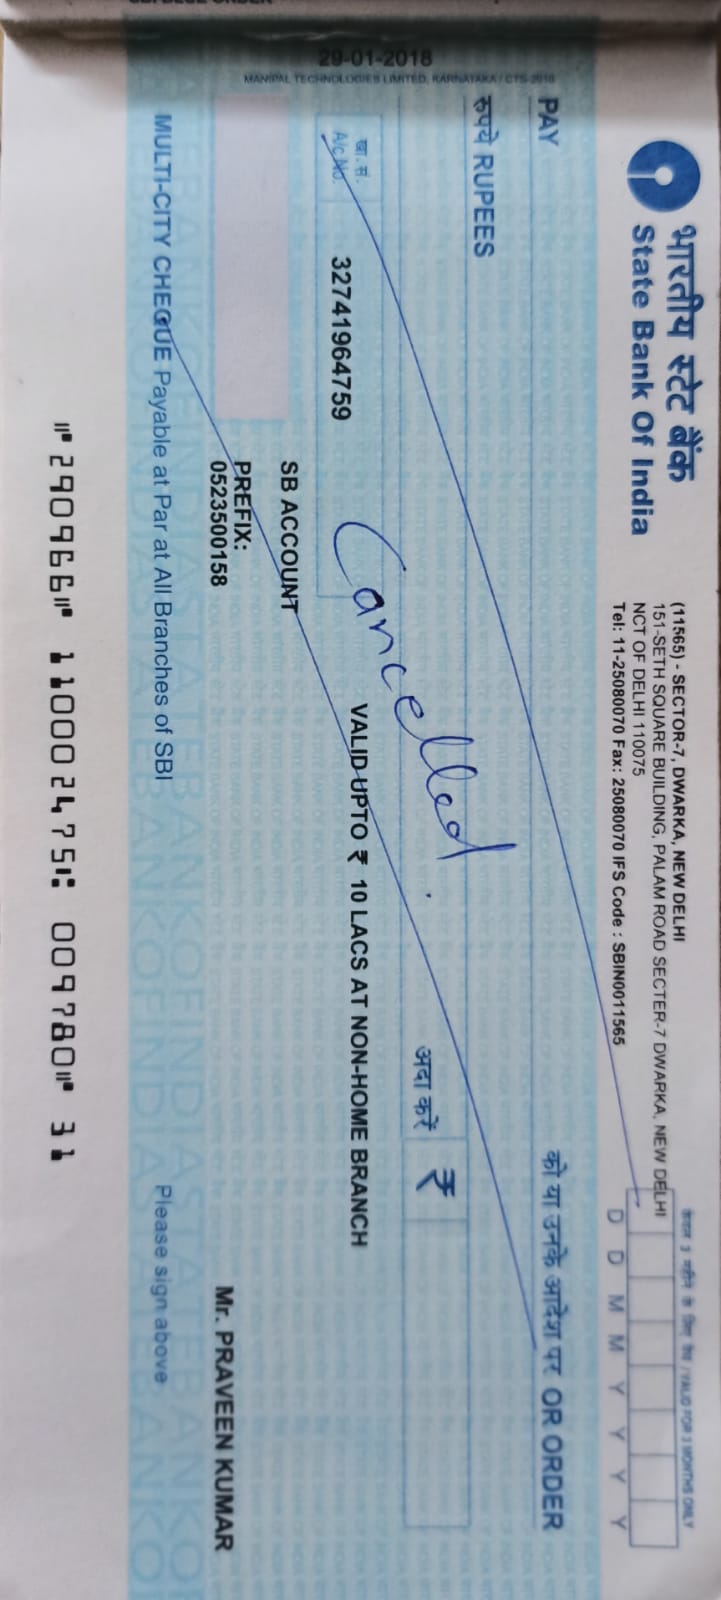 भारतीय स्टेट बैंक
State Bank Of India
(11565) - SECTOR-7, DWARKA, NEW DELHI
151-SETH SQUARE BUILDING, PALAM ROAD SECTER-7 DWARKA, NEW DELHI
NCT OF DELHI 110075
Tel: 11-25080070 Fax: 25080070 IFS Code : SBIN0011565
केवल 3 महीने के लिए वैध / VALID FOR 3 MONTHS ONLY
D D M M Y Y Y Y
PAY
को या उनके आदेश पर OR ORDER
रुपये RUPEES
अदा करें ₹
Cancelled.
खा. सं.
A/c No. 32741964759
VALID UPTO ₹ 10 LACS AT NON-HOME BRANCH
SB ACCOUNT
PREFIX:
0523500158
Mr. PRAVEEN KUMAR
MULTI-CITY CHEQUE Payable at Par at All Branches of SBI
Please sign above
STATEBANKOFINDIASTATEBANKOFINDIASTATEBANKOF
29-01-2018
⑈290966⑈ 110002475⑆ 009780⑈ 31